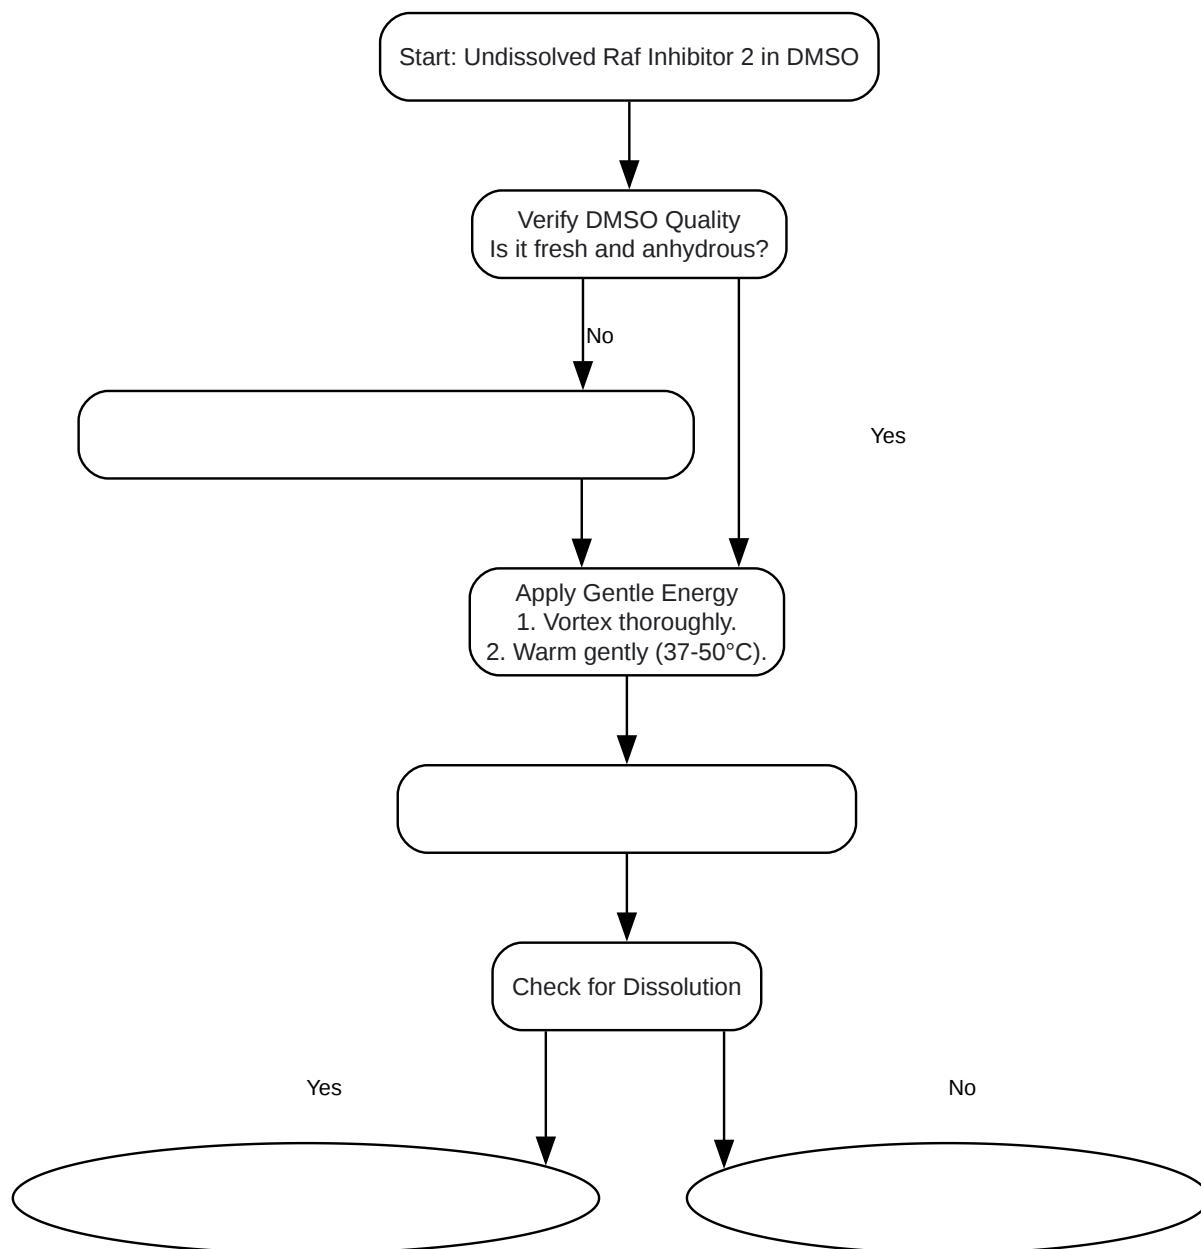 Start: Undissolved Raf Inhibitor 2 in DMSO
Verify DMSO Quality
Is it fresh and anhydrous?
No
Yes
Apply Gentle Energy
1. Vortex thoroughly.
2. Warm gently (37-50°C).
Check for Dissolution
Yes
No